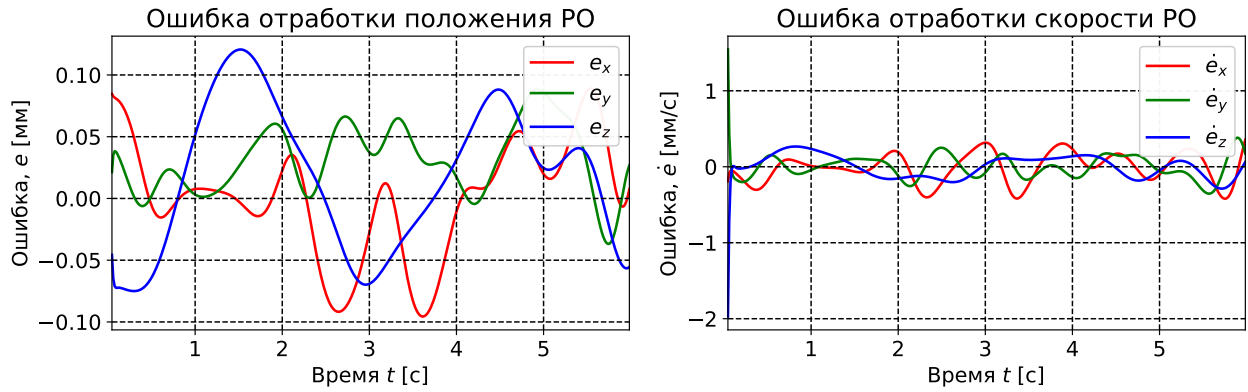 Ошибка отработки положения РО
Ошибка, e [мм]
0.10
0.05
0.00
−0.05
−0.10
1 2 3 4 5
Время t [с]
e_x
e_y
e_z
Ошибка отработки скорости РО
Ошибка, ė [мм/с]
1
0
−1
−2
1 2 3 4 5
Время t [с]
ė_x
ė_y
ė_z